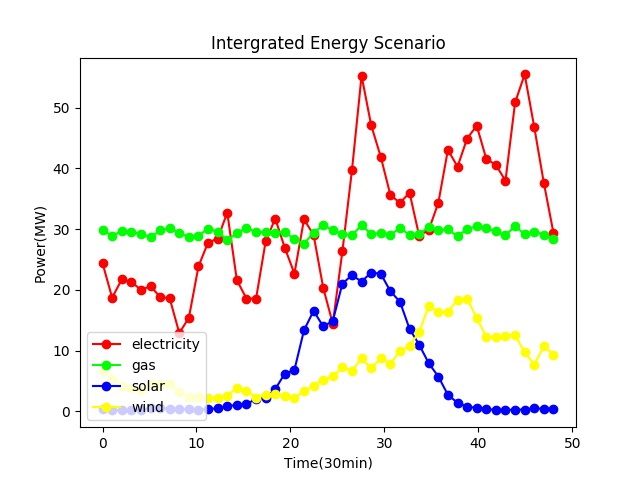 Intergrated Energy Scenario
Power(MW)
50
40
30
20
10
0
electricity
gas
solar
wind
0 10 20 30 40 50
Time(30min)